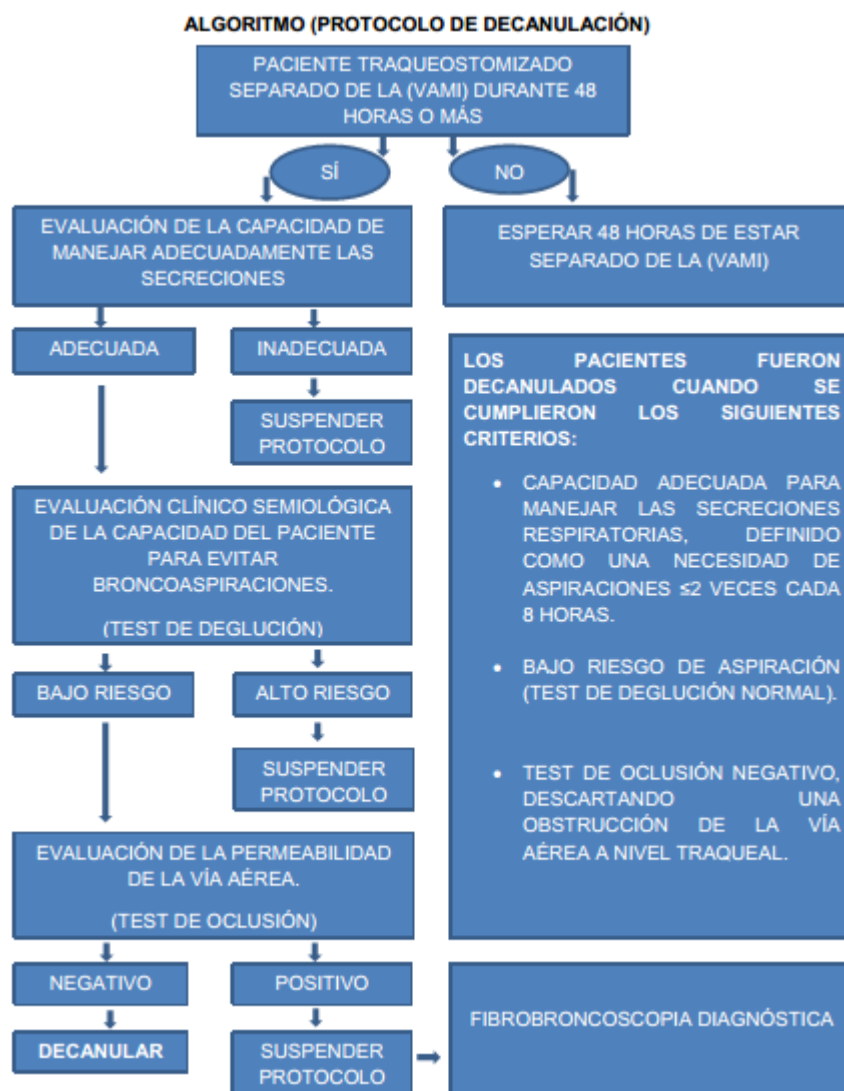 ALGORITMO (PROTOCOLO DE DECANULACIÓN)
PACIENTE TRAQUEOSTOMIZADO
SEPARADO DE LA (VAMI) DURANTE 48
HORAS O MÁS
SÍ
NO
EVALUACIÓN DE LA CAPACIDAD DE
MANEJAR ADECUADAMENTE LAS
SECRECIONES
ESPERAR 48 HORAS DE ESTAR
SEPARADO DE LA (VAMI)
ADECUADA
INADECUADA
SUSPENDER
PROTOCOLO
EVALUACIÓN CLÍNICO SEMIOLÓGICA
DE LA CAPACIDAD DEL PACIENTE
PARA EVITAR
BRONCOASPIRACIONES.
(TEST DE DEGLUCIÓN)
BAJO RIESGO
ALTO RIESGO
SUSPENDER
PROTOCOLO
EVALUACIÓN DE LA PERMEABILIDAD
DE LA VÍA AÉREA.
(TEST DE OCLUSIÓN)
NEGATIVO
POSITIVO
DECANULAR
SUSPENDER
PROTOCOLO
LOS PACIENTES FUERON
DECANULADOS CUANDO SE
CUMPLIERON LOS SIGUIENTES
CRITERIOS:
• CAPACIDAD ADECUADA PARA
MANEJAR LAS SECRECIONES
RESPIRATORIAS, DEFINIDO
COMO UNA NECESIDAD DE
ASPIRACIONES ≤2 VECES CADA
8 HORAS.
• BAJO RIESGO DE ASPIRACIÓN
(TEST DE DEGLUCIÓN NORMAL).
• TEST DE OCLUSIÓN NEGATIVO,
DESCARTANDO UNA
OBSTRUCCIÓN DE LA VÍA
AÉREA A NIVEL TRAQUEAL.
FIBROBRONCOSCOPIA DIAGNÓSTICA